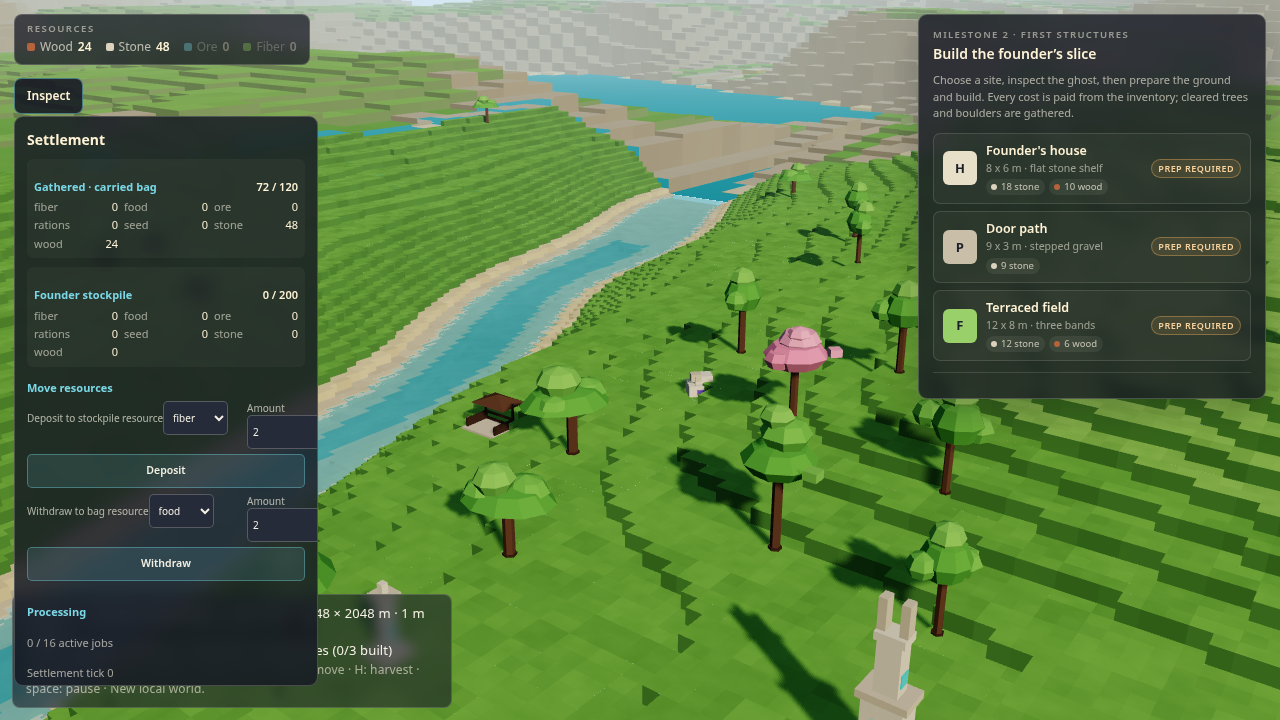 RESOURCES
Wood 24 Stone 48 Ore 0 Fiber 0
Inspect
Settlement
Gathered · carried bag 72 / 120
fiber 0 food 0 ore 0
rations 0 seed 0 stone 48
wood 24
Founder stockpile 0 / 200
fiber 0 food 0 ore 0
rations 0 seed 0 stone 0
wood 0
Move resources
Deposit to stockpile resource fiber Amount 2
Deposit
Withdraw to bag resource food Amount 2
Withdraw
Processing
0 / 16 active jobs
Settlement tick 0
48 × 2048 m · 1 m
es (0/3 built)
move · H: harvest ·
space: pause · New local world.
MILESTONE 2 · FIRST STRUCTURES
Build the founder’s slice
Choose a site, inspect the ghost, then prepare the ground
and build. Every cost is paid from the inventory; cleared trees
and boulders are gathered.
H
Founder's house
8 x 6 m · flat stone shelf
18 stone 10 wood
PREP REQUIRED
P
Door path
9 x 3 m · stepped gravel
9 stone
PREP REQUIRED
F
Terraced field
12 x 8 m · three bands
12 stone 6 wood
PREP REQUIRED